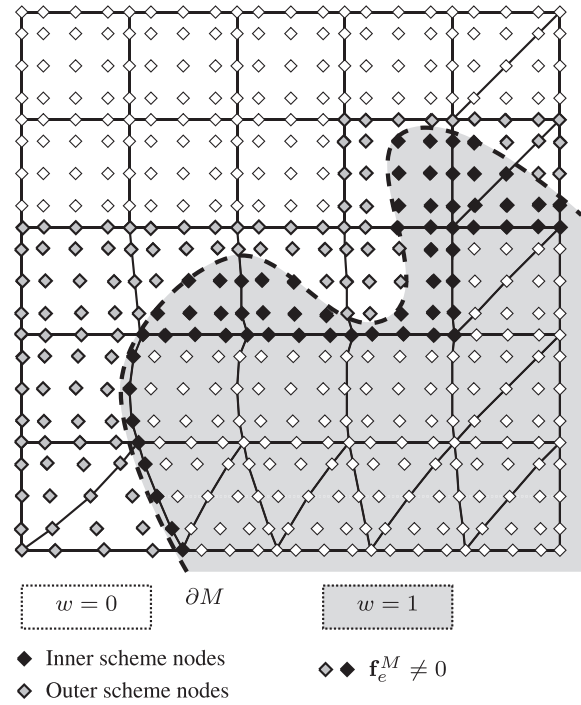 w = 0
∂M
w = 1
Inner scheme nodes
Outer scheme nodes
f_e^M ≠ 0